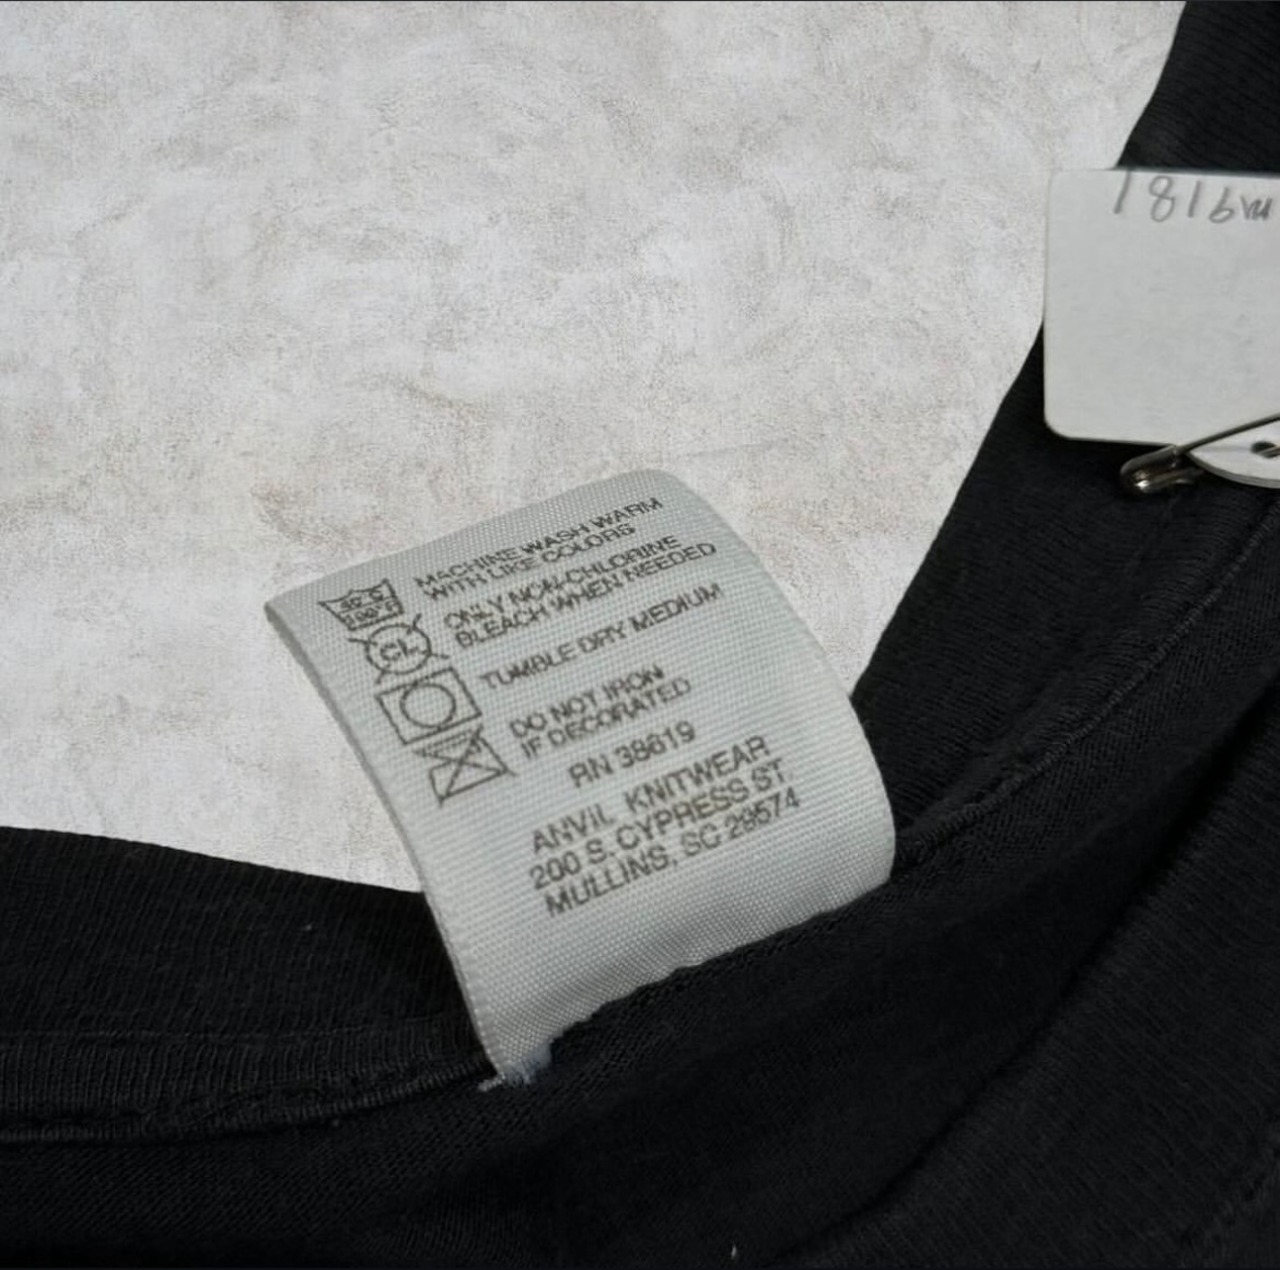 MACHINE WASH WARM
WITH LIKE COLORS
ONLY NON-CHLORINE
BLEACH WHEN NEEDED
TUMBLE DRY MEDIUM
DO NOT IRON
IF DECORATED
RN 38619
ANVIL KNITWEAR
200 S. CYPRESS ST.
MULLINS, SC 29574
CL